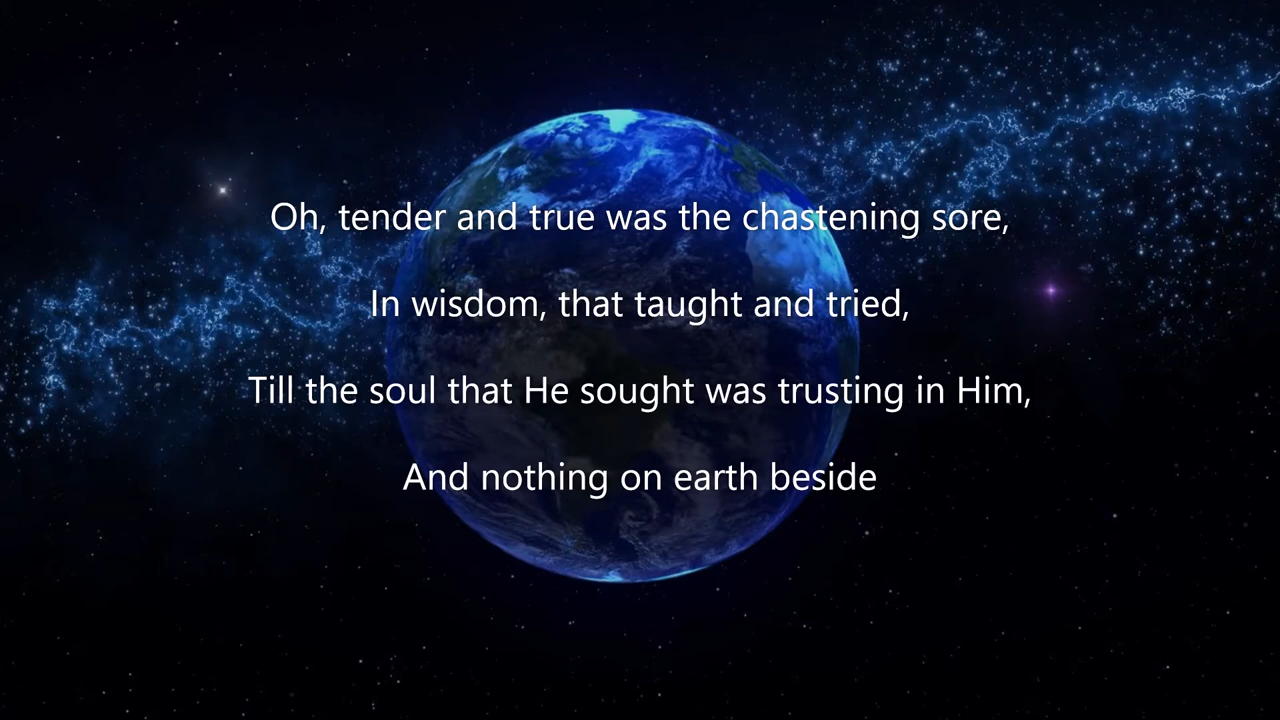 Oh, tender and true was the chastening sore,
In wisdom, that taught and tried,
Till the soul that He sought was trusting in Him,
And nothing on earth beside